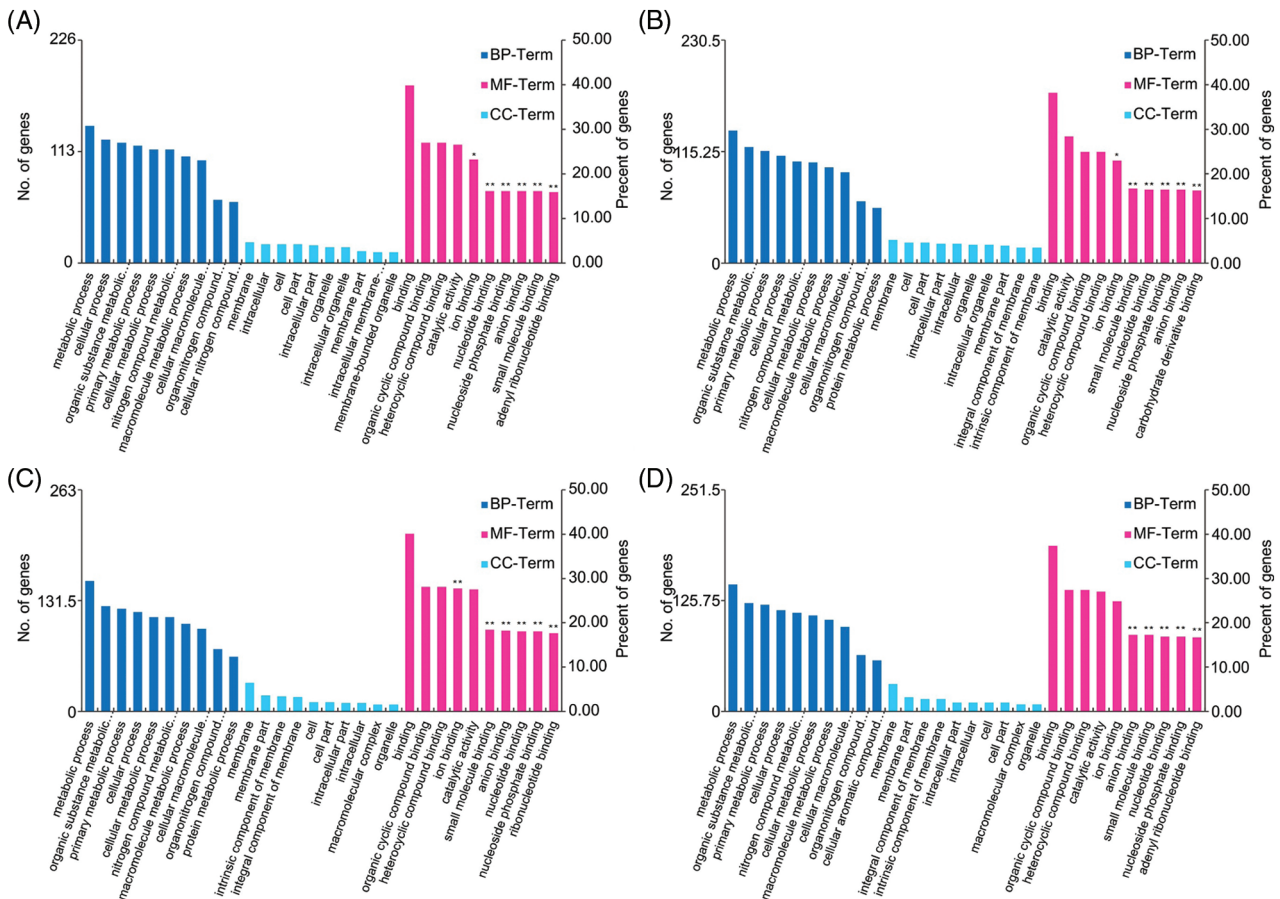 (A)
226
113
0
No. of genes
50.00
40.00
30.00
20.00
10.00
0.00
Precent of genes
BP-Term
MF-Term
CC-Term
*
**
**
**
**
**
metabolic process
cellular process
organic substance metabolic...
primary metabolic process
cellular metabolic process
nitrogen compound metabolic...
macromolecule metabolic process
cellular macromolecule...
organonitrogen compound...
cellular nitrogen compound...
membrane
intracellular
cell
cell part
intracellular part
organelle
intracellular organelle
membrane part
intracellular membrane-...
membrane-bounded organelle
binding
organic cyclic compound binding
heterocyclic compound binding
catalytic activity
ion binding
nucleotide binding
nucleoside phosphate binding
anion binding
small molecule binding
adenyl ribonucleotide binding
(B)
230.5
115.25
0
No. of genes
50.00
40.00
30.00
20.00
10.00
0.00
Precent of genes
BP-Term
MF-Term
CC-Term
*
**
**
**
**
**
metabolic process
organic substance metabolic...
primary metabolic process
cellular process
nitrogen compound metabolic...
cellular metabolic process
macromolecule metabolic process
cellular macromolecule...
organonitrogen compound...
protein metabolic process
membrane
cell
cell part
intracellular part
intracellular
organelle
intracellular organelle
membrane part
integral component of membrane
intrinsic component of membrane
binding
catalytic activity
organic cyclic compound binding
heterocyclic compound binding
ion binding
small molecule binding
nucleotide binding
nucleoside phosphate binding
anion binding
carbohydrate derivative binding
(C)
263
131.5
0
No. of genes
50.00
40.00
30.00
20.00
10.00
0.00
Precent of genes
BP-Term
MF-Term
CC-Term
**
**
**
**
**
**
metabolic process
organic substance metabolic...
primary metabolic process
cellular process
cellular metabolic process
nitrogen compound metabolic...
macromolecule metabolic process
cellular macromolecule...
organonitrogen compound...
protein metabolic process
membrane
membrane part
intrinsic component of membrane
integral component of membrane
cell
cell part
intracellular part
intracellular
macromolecular complex
organelle
binding
organic cyclic compound binding
heterocyclic compound binding
ion binding
catalytic activity
small molecule binding
anion binding
nucleotide binding
nucleoside phosphate binding
ribonucleotide binding
(D)
251.5
125.75
0
No. of genes
50.00
40.00
30.00
20.00
10.00
0.00
Precent of genes
BP-Term
MF-Term
CC-Term
**
**
**
**
**
metabolic process
organic substance metabolic...
primary metabolic process
cellular process
nitrogen compound metabolic...
cellular metabolic process
macromolecule metabolic process
cellular macromolecule...
organonitrogen compound...
cellular aromatic compound...
membrane
membrane part
integral component of membrane
intrinsic component of membrane
intracellular part
intracellular
cell
cell part
macromolecular complex
organelle
binding
organic cyclic compound binding
heterocyclic compound binding
catalytic activity
ion binding
anion binding
small molecule binding
nucleotide binding
nucleoside phosphate binding
adenyl ribonucleotide binding